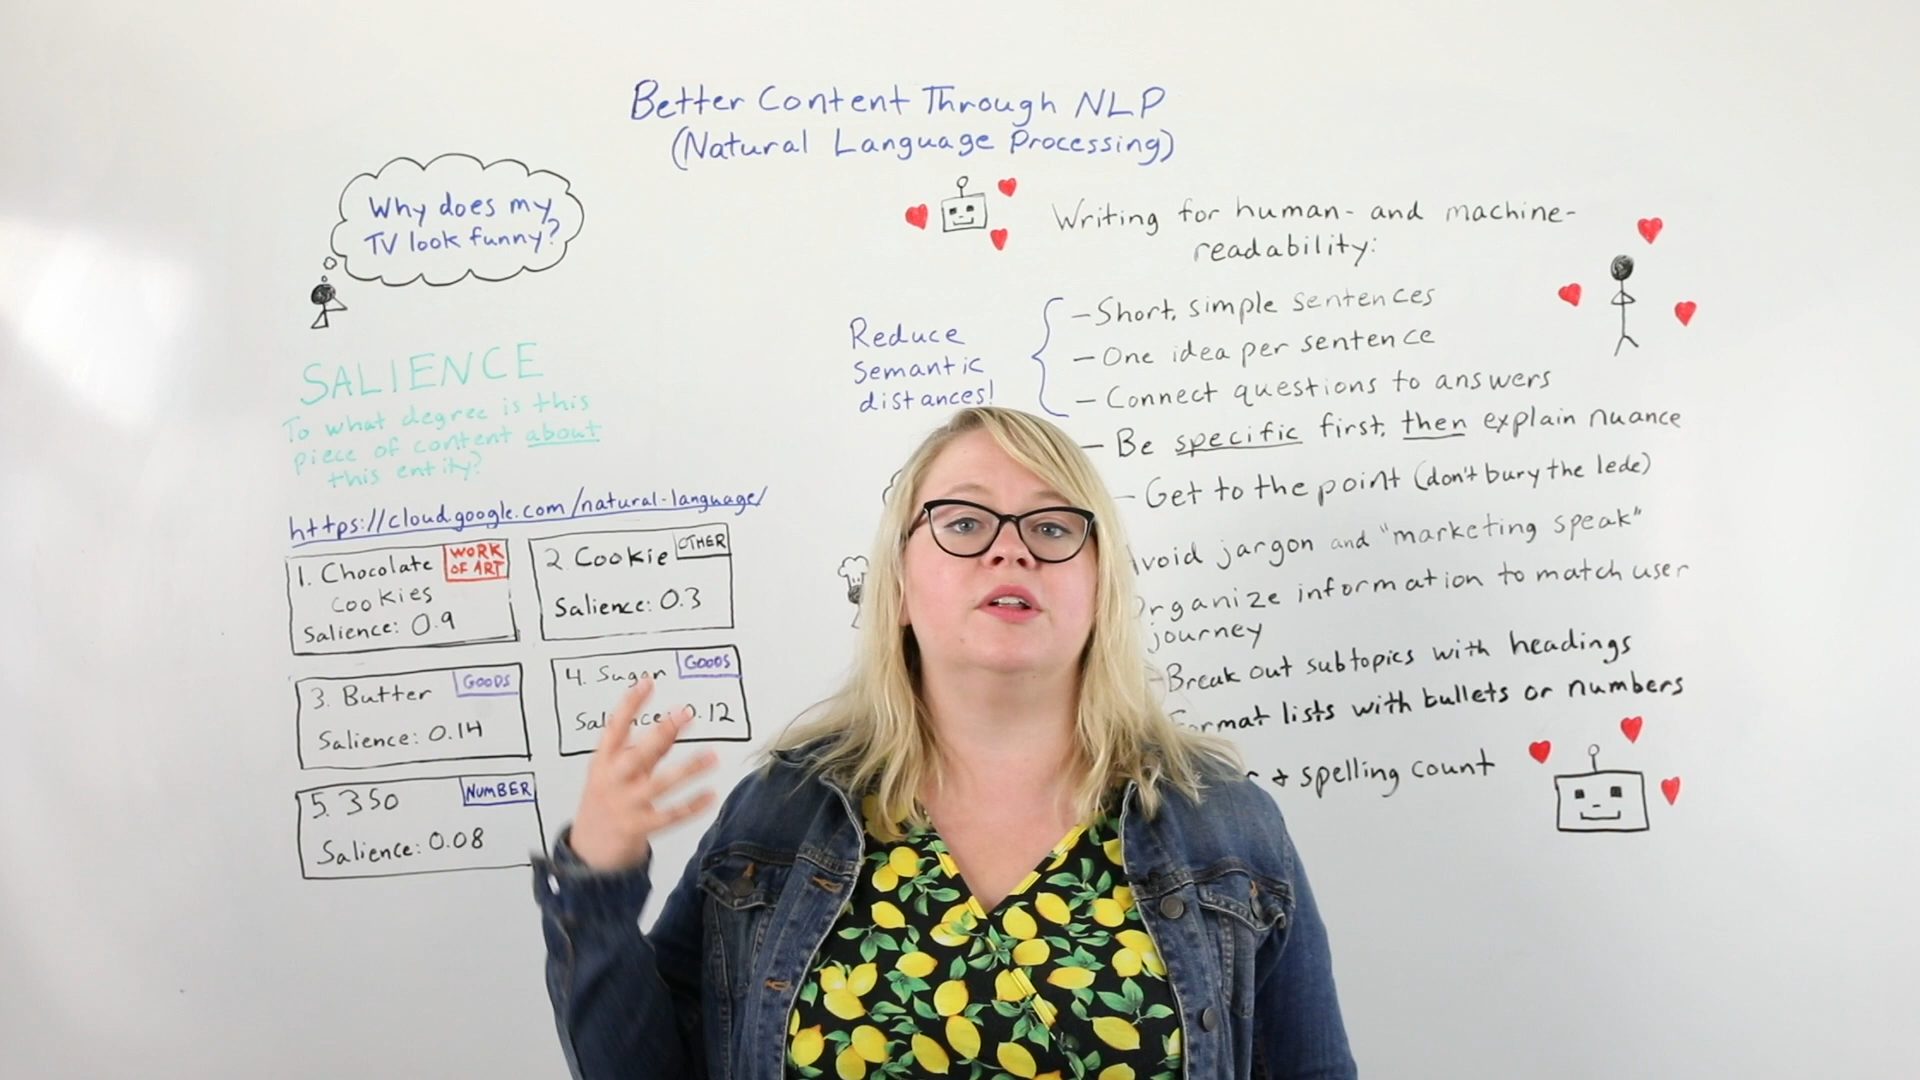 Better Content Through NLP
(Natural Language Processing)
Why does my
TV look funny?
SALIENCE
To what degree is this
piece of content about
this entity?
https://cloud.google.com/natural-language/
1. Chocolate
Cookies
WORK
OF ART
Salience: 0.9
2. Cookie
OTHER
Salience: 0.3
3. Butter
GOODS
Salience: 0.14
4. Sugar
GOODS
0.12
5. 350
NUMBER
Salience: 0.08
Writing for human- and machine-
readability:
Reduce
Semantic
distances!
- Short, simple sentences
- One idea per sentence
- Connect questions to answers
- Be specific first, then explain nuance
- Get to the point (don't bury the lede)
jargon and "marketing speak"
information to match user
journey
- Break out subtopics with headings
lists with bullets or numbers
+ spelling count